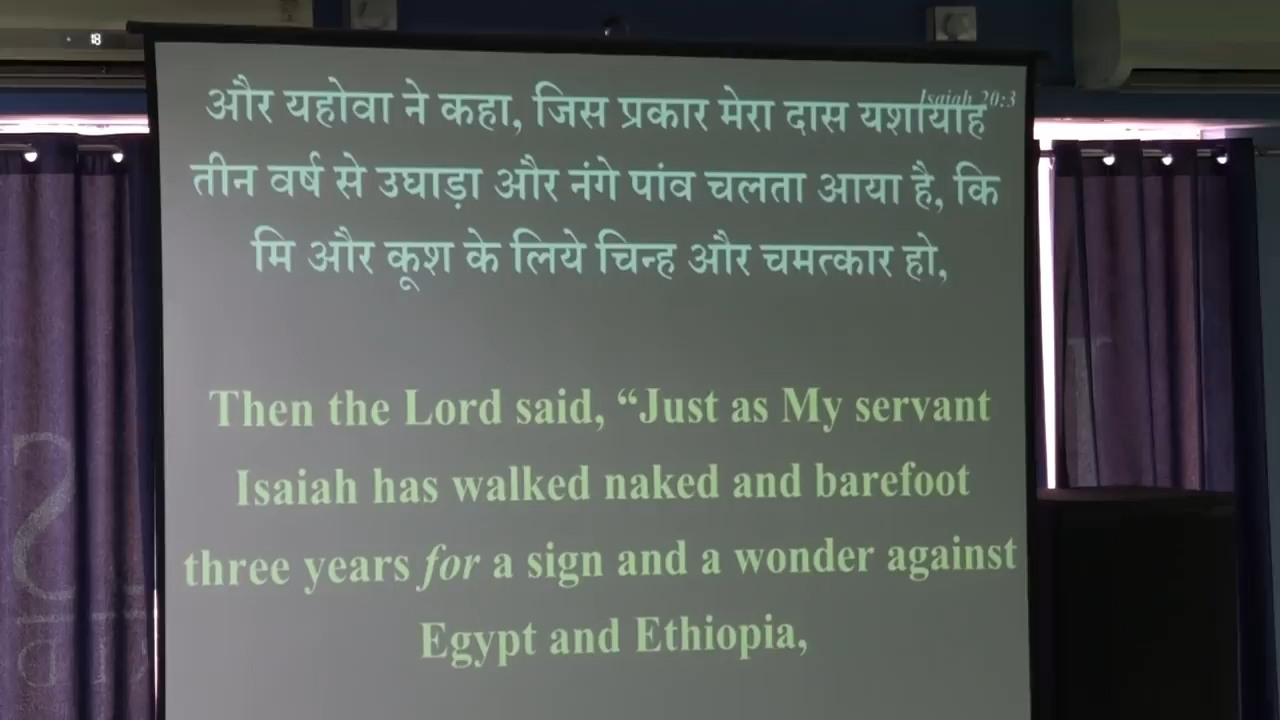 18
Isaiah 20:3
और यहोवा ने कहा, जिस प्रकार मेरा दास यशायाह
तीन वर्ष से उघाड़ा और नंगे पांव चलता आया है, कि
मि और कूश के लिये चिन्ह और चमत्कार हो,
Then the Lord said, “Just as My servant
Isaiah has walked naked and barefoot
three years for a sign and a wonder against
Egypt and Ethiopia,